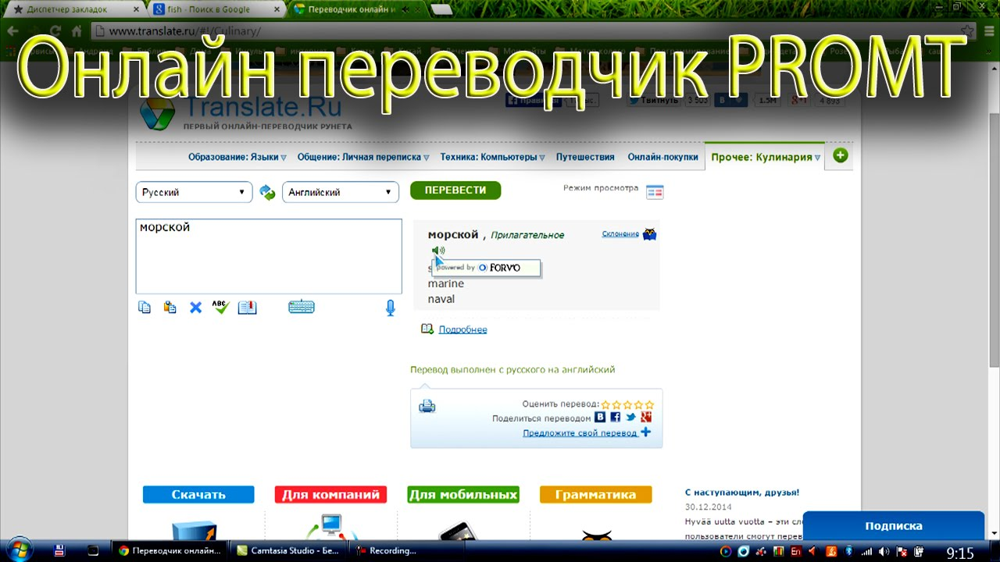 Диспетчер закладок
fish - Поиск в Google
Переводчик онлайн и
www.translate.ru/#!/Culinary/
Онлайн переводчик PROMT
Translate.Ru
ПЕРВЫЙ ОНЛАЙН-ПЕРЕВОДЧИК РУНЕТА
Нравится
Твитнуть 3 503
1.5M
4 893
Образование: Языки
Общение: Личная переписка
Техника: Компьютеры
Путешествия
Онлайн-покупки
Прочее: Кулинария
Русский
Английский
ПЕРЕВЕСТИ
Режим просмотра
морской
морской , Прилагательное
Склонение
powered by FORVO
marine
naval
ABC
Подробнее
Перевод выполнен с русского на английский
Оценить перевод:
Поделиться переводом
Предложите свой перевод
Скачать
Для компаний
Для мобильных
Грамматика
С наступающим, друзья!
30.12.2014
Hyvää uutta vuotta – эти сло
пользователи смогут перев
Подписка
Переводчик онлайн...
Camtasia Studio - Бе...
Recording...
EN
9:15